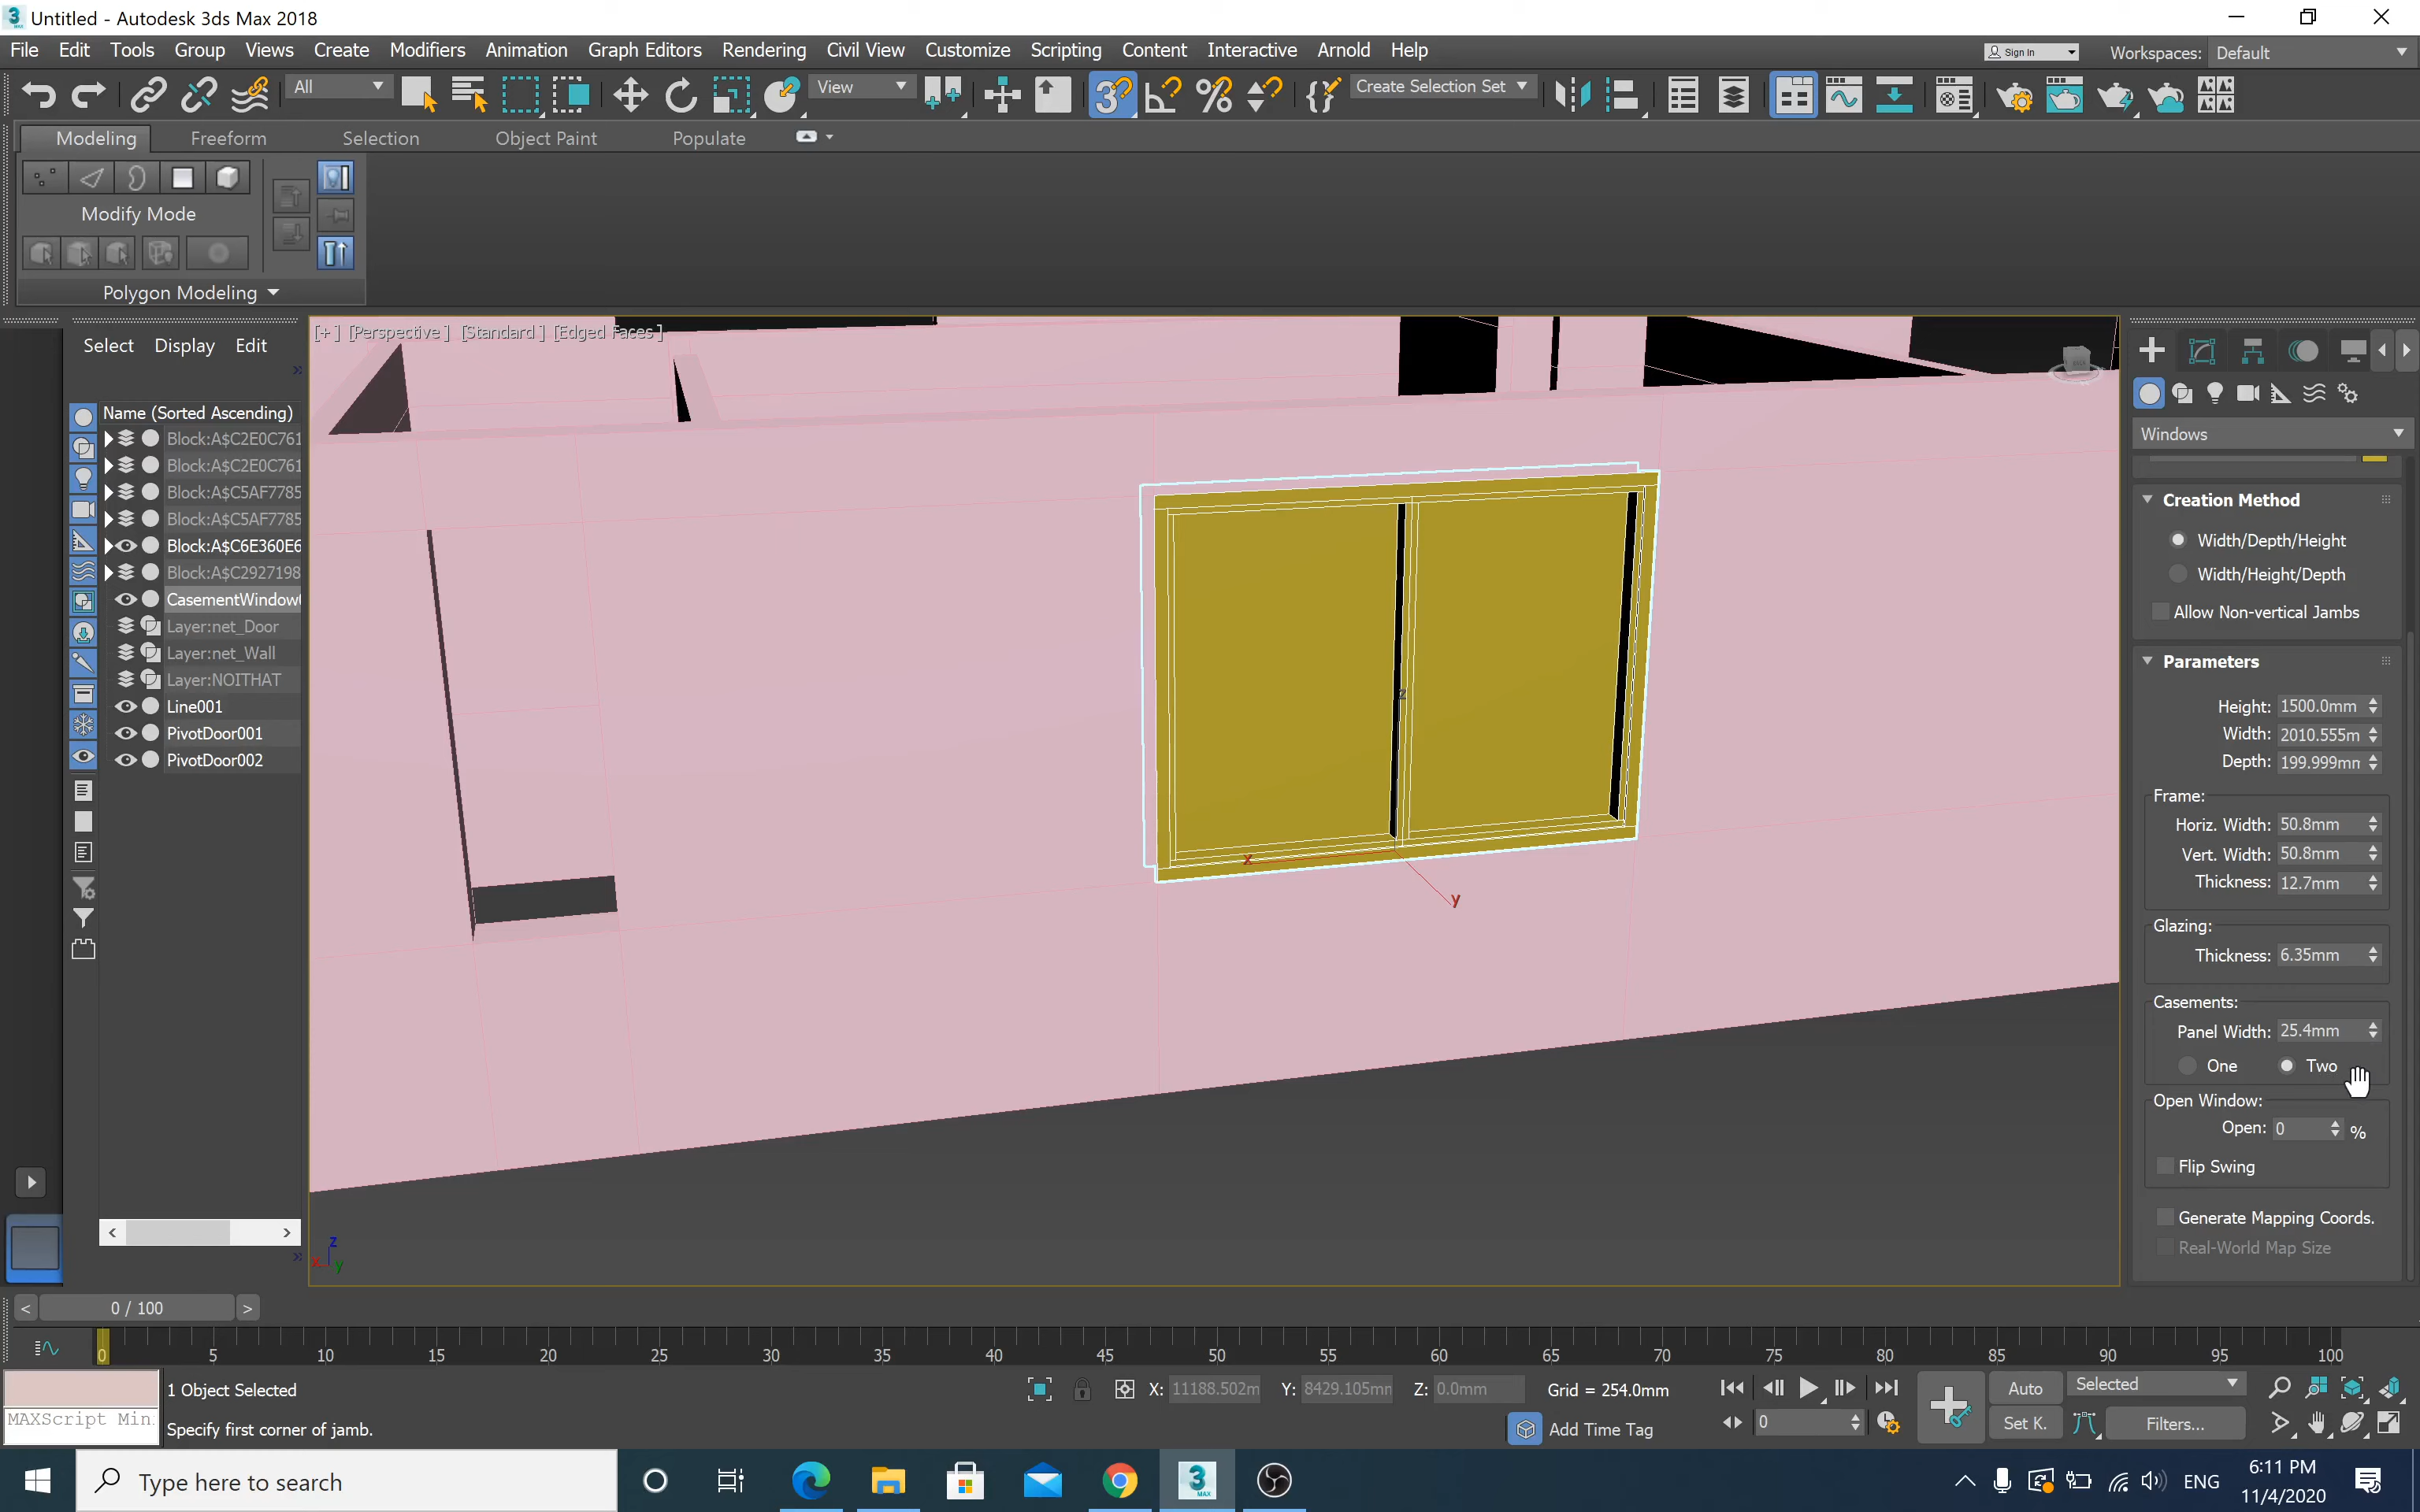 Untitled - Autodesk 3ds Max 2018
File Edit Tools Group Views Create Modifiers Animation Graph Editors Rendering Civil View Customize Scripting Content Interactive Arnold Help
Sign In
Workspaces: Default
All
View
Create Selection Set
Modeling Freeform Selection Object Paint Populate
Modify Mode
Polygon Modeling
Select Display Edit
[+] [Perspective] [Standard] [Edged Faces]
Name (Sorted Ascending)
Block:A$C2E0C761
Block:A$C2E0C761
Block:A$C5AF7785
Block:A$C5AF7785
Block:A$C6E360E6
Block:A$C2927198
CasementWindow
Layer:net_Door
Layer:net_Wall
Layer:NOITHAT
Line001
PivotDoor001
PivotDoor002
z
x
y
z
x
y
Windows
Creation Method
Width/Depth/Height
Width/Height/Depth
Allow Non-vertical Jambs
Parameters
Height: 1500.0mm
Width: 2010.555m
Depth: 199.999mn
Frame:
Horiz. Width: 50.8mm
Vert. Width: 50.8mm
Thickness: 12.7mm
Glazing:
Thickness: 6.35mm
Casements:
Panel Width: 25.4mm
One Two
Open Window:
Open: 0 %
Flip Swing
Generate Mapping Coords.
Real-World Map Size
< 0 / 100 >
0 5 10 15 20 25 30 35 40 45 50 55 60 65 70 75 80 85 90 95 100
1 Object Selected
X: 11188.502m Y: 8429.105mn Z: 0.0mm Grid = 254.0mm
Auto Selected
MAXScript Min
Specify first corner of jamb.
Add Time Tag
0
Set K. Filters...
Type here to search
3
MAX
ENG
6:11 PM
11/4/2020